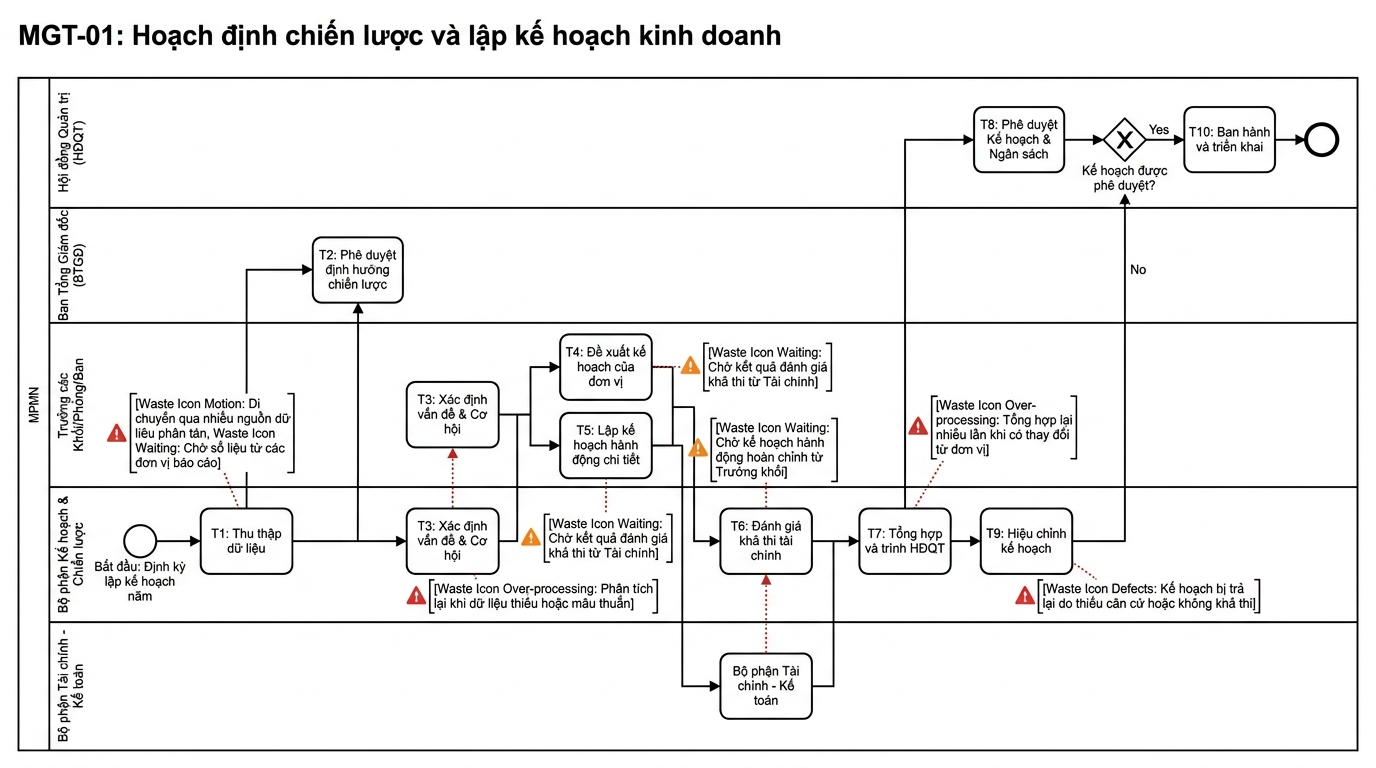 MGT-01: Hoạch định chiến lược và lập kế hoạch kinh doanh
MPMN
Hội đồng Quản trị
(HĐQT)
T8: Phê duyệt
Kế hoạch &
Ngân sách
X
Yes
Kế hoạch được
phê duyệt?
T10: Ban hành
và triển khai
Ban Tổng Giám đốc
(BTGĐ)
T2: Phê duyệt
định hướng
chiến lược
No
Trưởng các
Khối/Phòng/Ban
[Waste Icon Motion: Di
chuyển qua nhiều nguồn dữ
liệu phân tán, Waste Icon
Waiting: Chờ số liệu từ các
đơn vị báo cáo]
T3: Xác định
vấn đề & Cơ
hội
T4: Đề xuất kế
hoach của
đơn vị
T5: Lập kế
hoạch hành
động chi tiết
[Waste Icon Waiting:
Chờ kết quả đánh giá
khả thi từ Tài chính]
[Waste Icon Waiting:
Chờ kế hoạch hành
động hoàn chỉnh từ
Trưởng khối]
[Waste Icon Over-
processing: Tổng hợp lại
nhiều lần khi có thay đổi
từ đơn vị]
Bộ phận Kế hoạch &
Chiến lược
Bắt đầu: Định kỳ
lập kế hoạch
năm
T1: Thu thập
dữ liệu
T3: Xác định
vấn đề & Cơ
hội
[Waste Icon Over-processing: Phân tích
lại khi dữ liệu thiếu hoặc mâu thuẫn]
[Waste Icon Waiting:
Chờ kết quả đánh giá
khả thi từ Tài chính]
T6: Đánh giá
khả thi tài
chính
T7: Tổng hợp
và trình HĐQT
T9: Hiệu chỉnh
kế hoạch
[Waste Icon Defects: Kế hoạch bị trả
lại do thiếu căn cứ hoặc không khả thi]
Bộ phận Tài chính -
Kế toán
Bộ phận Tài
chính - Kế
toán